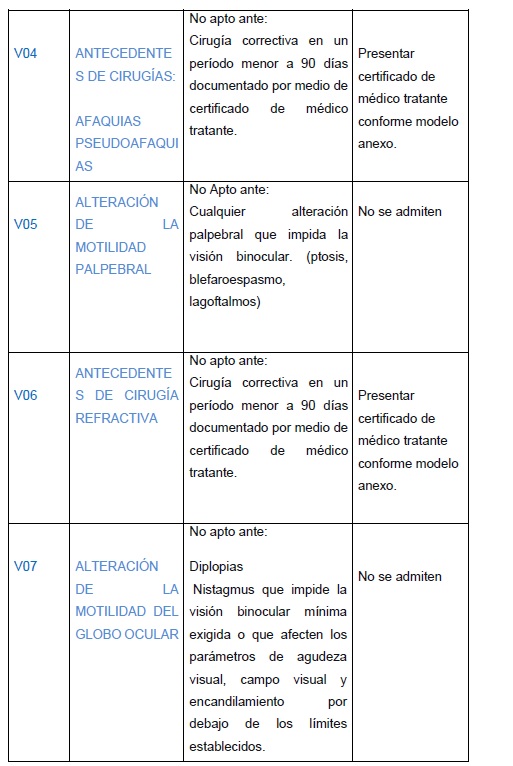 V04
ANTECEDENTE
S DE CIRUGÍAS:
AFAQUIAS
PSEUDOAFAQUI
AS
No apto ante:
Cirugía correctiva en un
período menor a 90 días
documentado por medio de
certificado de médico
tratante.
Presentar
certificado de
médico tratante
conforme modelo
anexo.
V05
ALTERACIÓN
DE LA
MOTILIDAD
PALPEBRAL
No Apto ante:
Cualquier alteración
palpebral que impida la
visión binocular. (ptosis,
blefaroespasmo,
lagoftalmos)
No se admiten
V06
ANTECEDENTE
S DE CIRUGÍA
REFRACTIVA
No apto ante:
Cirugía correctiva en un
período menor a 90 días
documentado por medio de
certificado de médico
tratante.
Presentar
certificado de
médico tratante
conforme modelo
anexo.
V07
ALTERACIÓN
DE LA
MOTILIDAD DEL
GLOBO OCULAR
No apto ante:
Diplopias
Nistagmus que impide la
visión binocular mínima
exigida o que afecten los
parámetros de agudeza
visual, campo visual y
encandilamiento por
debajo de los límites
establecidos.
No se admiten